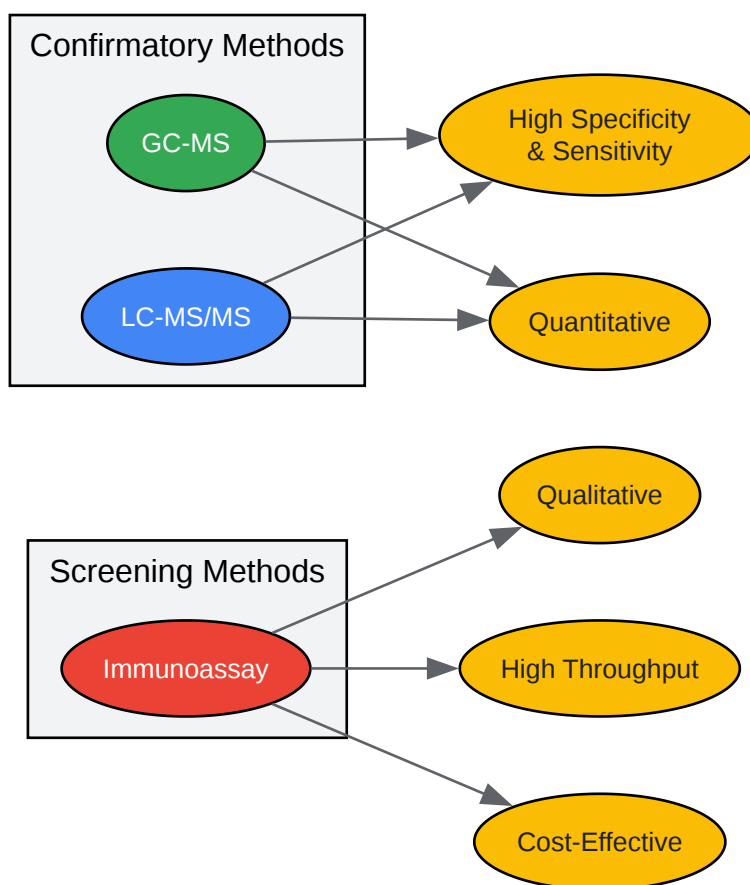 Confirmatory Methods
GC-MS
High Specificity
& Sensitivity
LC-MS/MS
Quantitative
Qualitative
Screening Methods
Immunoassay
High Throughput
Cost-Effective